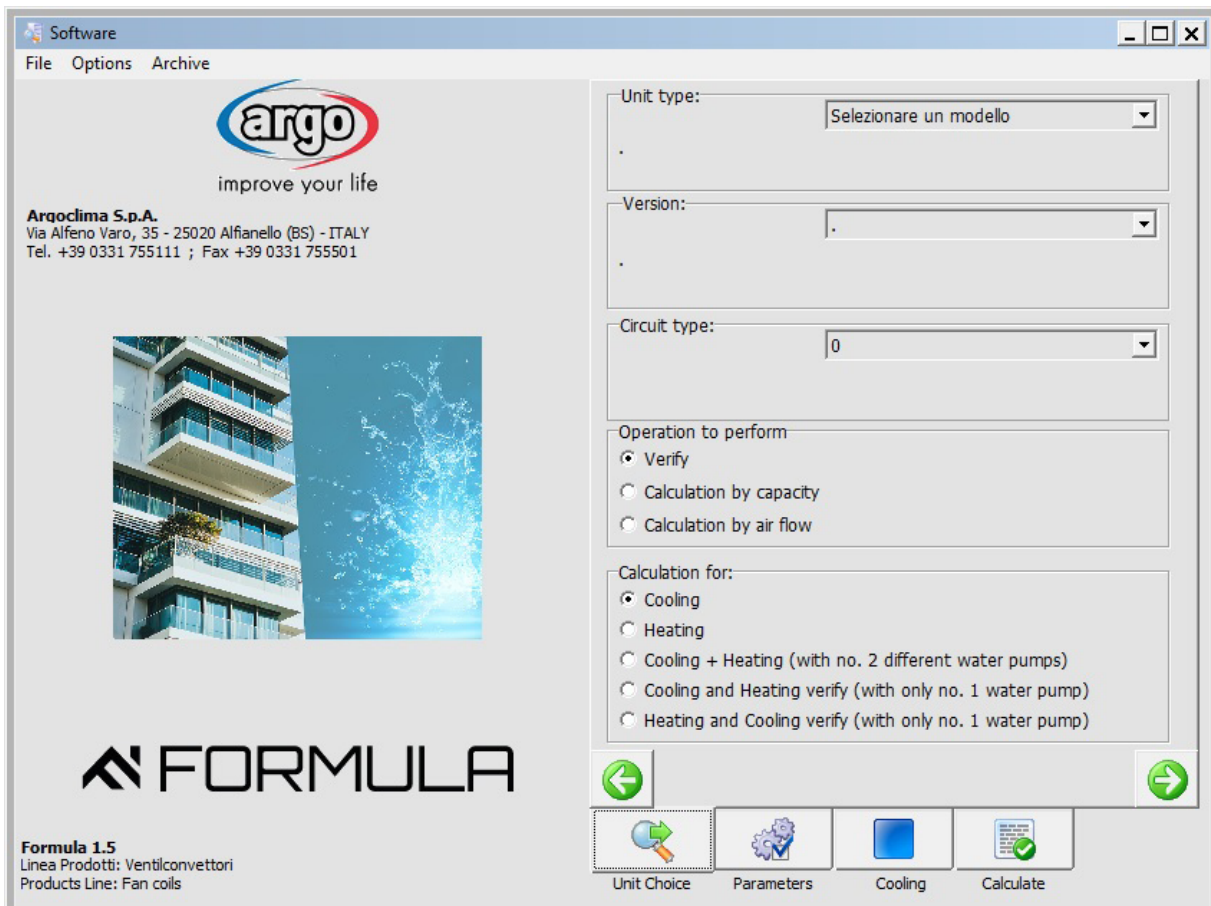 Software
File Options Archive
argo
improve your life
Argoclima S.p.A.
Via Alfeno Varo, 35 - 25020 Alfianello (BS) - ITALY
Tel. +39 0331 755111 ; Fax +39 0331 755501
FORMULA
Formula 1.5
Linea Prodotti: Ventilconvettori
Products Line: Fan coils
Unit type:
Selezionare un modello
.
Version:
.
.
Circuit type:
0
Operation to perform
Verify
Calculation by capacity
Calculation by air flow
Calculation for:
Cooling
Heating
Cooling + Heating (with no. 2 different water pumps)
Cooling and Heating verify (with only no. 1 water pump)
Heating and Cooling verify (with only no. 1 water pump)
Unit Choice Parameters Cooling Calculate